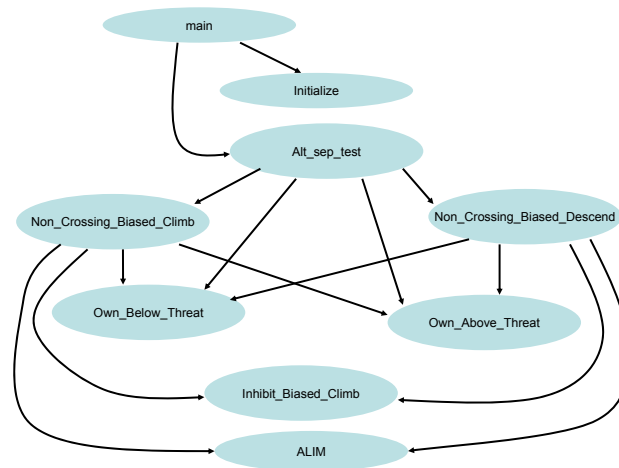 main
Initialize
Alt_sep_test
Non_Crossing_Biased_Climb
Non_Crossing_Biased_Descend
Own_Below_Threat
Own_Above_Threat
Inhibit_Biased_Climb
ALIM